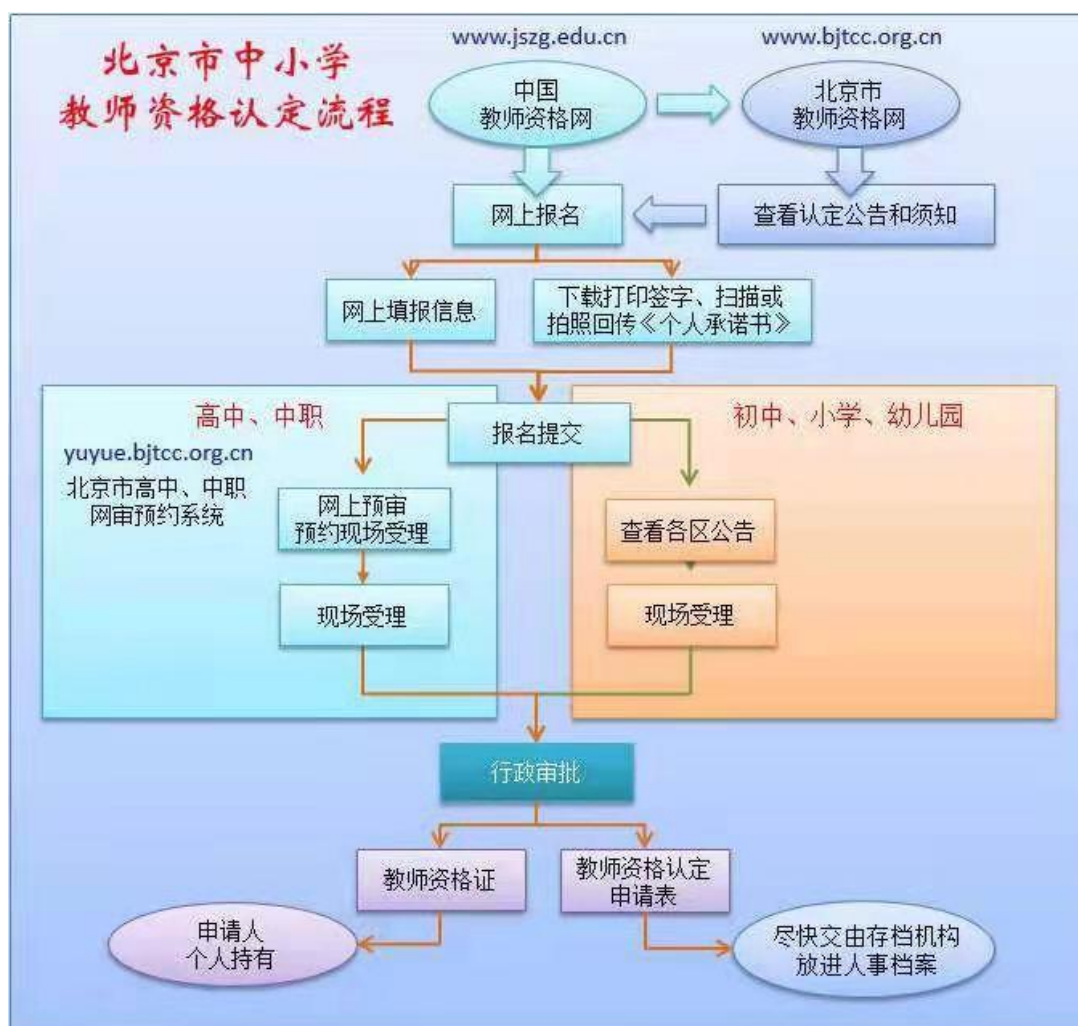 北京市中小学
教师资格认定流程
www.jszg.edu.cn
www.bjtcc.org.cn
中国
教师资格网
北京市
教师资格网
网上报名
查看认定公告和须知
网上填报信息
下载打印签字、扫描或
拍照回传《个人承诺书》
高中、中职
报名提交
初中、小学、幼儿园
yuyue.bjtcc.org.cn
北京市高中、中职
网审预约系统
网上预审
预约现场受理
查看各区公告
现场受理
现场受理
行政审批
教师资格证
教师资格认定
申请表
申请人
个人持有
尽快交由存档机构
放进人事档案